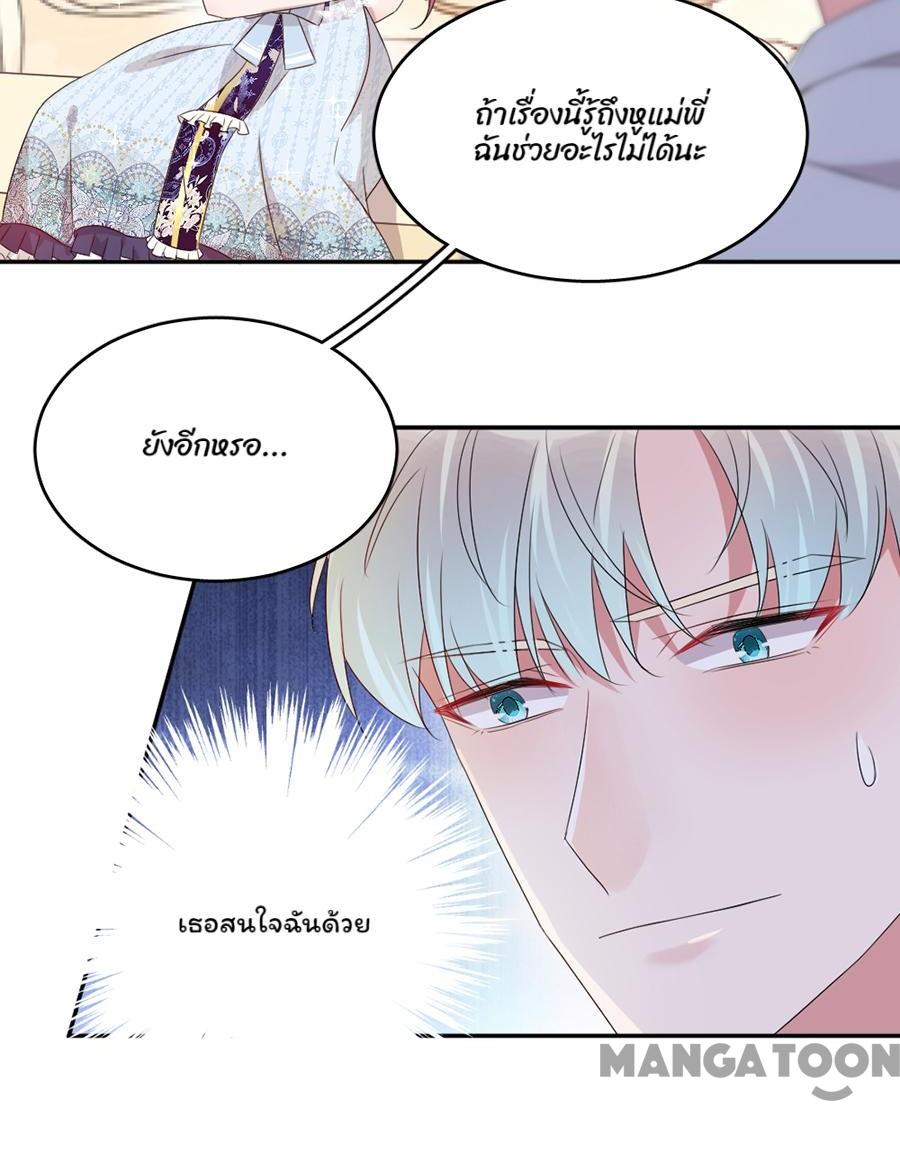 ถ้าเรื่องนี้รู้ถึงหูแม่พี่
ฉันช่วยอะไรไม่ได้นะ
ยังอีกหรอ...
เธอสนใจฉันด้วย
MANGATOON